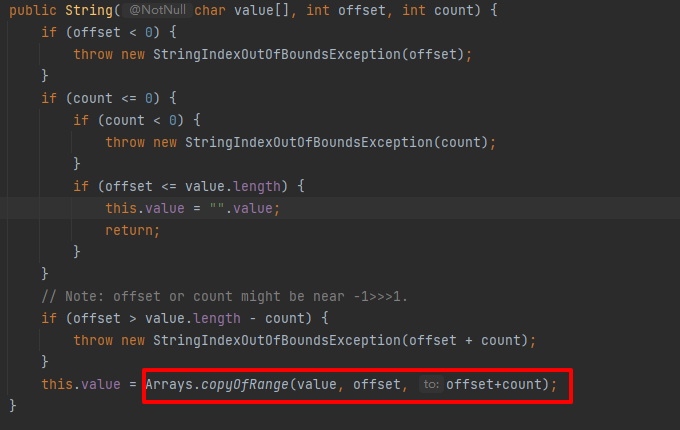 public String( @NotNull char value[], int offset, int count) {
if (offset < 0) {
throw new StringIndexOutOfBoundsException(offset);
}
if (count <= 0) {
if (count < 0) {
throw new StringIndexOutOfBoundsException(count);
}
if (offset <= value.length) {
this.value = "".value;
return;
}
}
// Note: offset or count might be near -1>>>1.
if (offset > value.length - count) {
throw new StringIndexOutOfBoundsException(offset + count);
}
this.value = Arrays.copyOfRange(value, offset, to: offset+count);
}